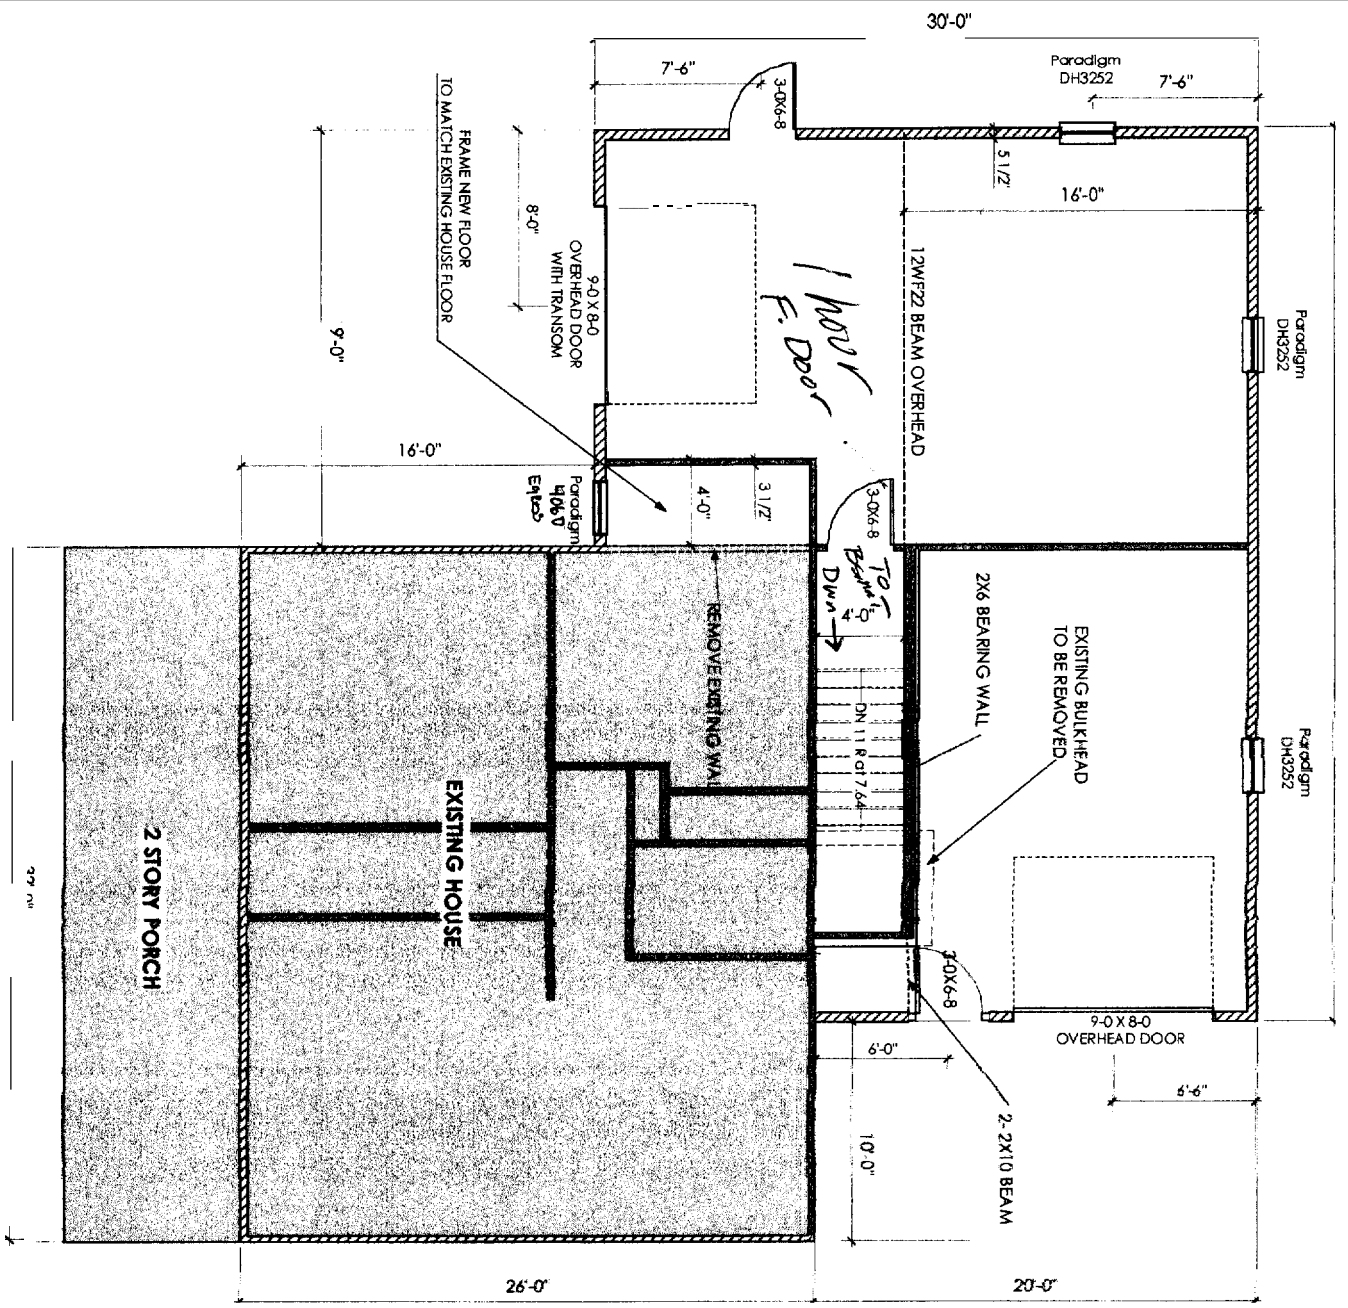 30'-0"
Paradigm
DH3252
7'-6"
7'-6"
3-0X6-8
TO MATCH EXISTING HOUSE FLOOR
FRAME NEW FLOOR
5 1/2"
16'-0"
8'-0"
9-0 X 8-0
OVERHEAD DOOR
WITH TRANSOM
12WF22 BEAM OVERHEAD
1 hour
F. Door
Paradigm
DH3252
9'-0"
16'-0"
Paradigm
4'-0"
3 1/2"
3-0X6-8
TO
Down
4'-0"
REMOVE EXISTING WAL
2X6 BEARING WALL
EXISTING BULKHEAD
TO BE REMOVED
DN 11 R at 7.64
Paradigm
DH3252
EXISTING HOUSE
2 STORY PORCH
3-0X6-8
9-0 X 8-0
OVERHEAD DOOR
6'-0"
6'-6"
2- 2X10 BEAM
10'-0"
26'-0"
20'-0"